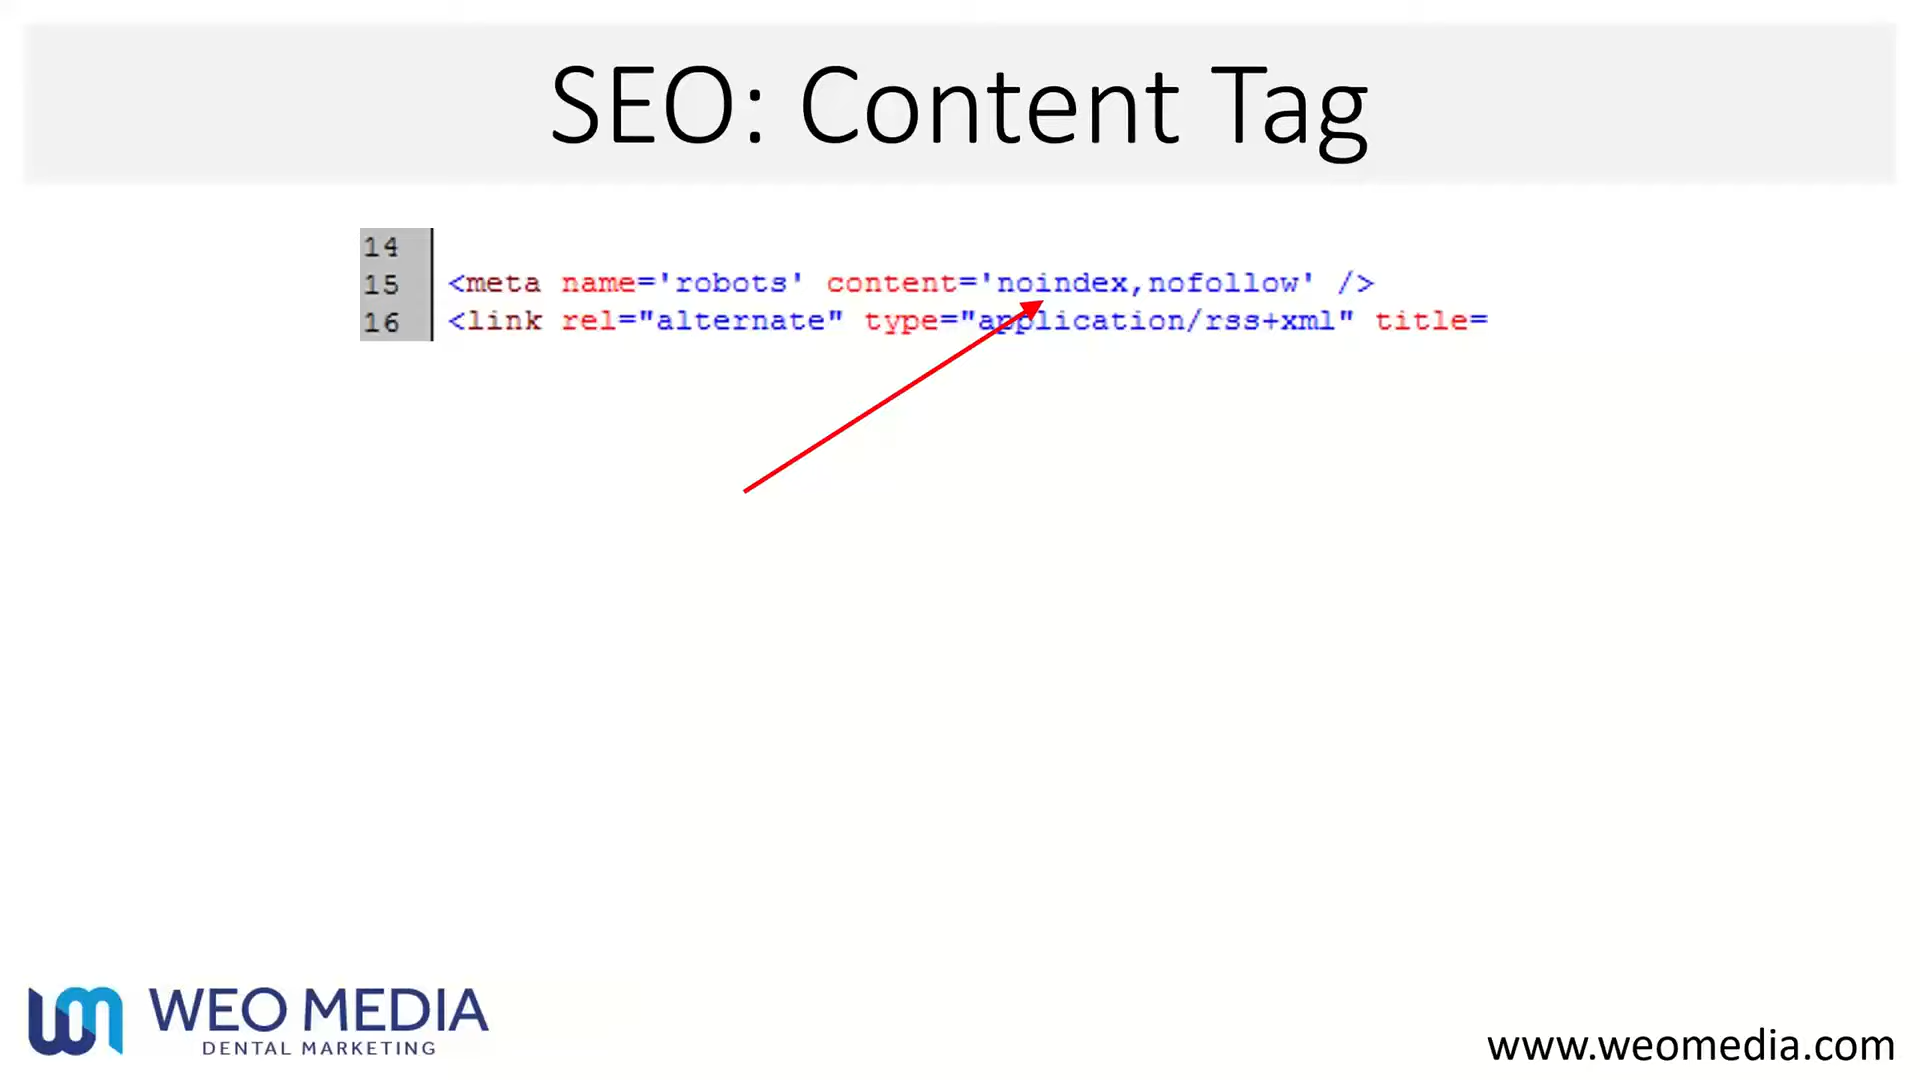 SEO: Content Tag
14
15 <meta name='robots' content='noindex,nofollow' />
16 <link rel="alternate" type="application/rss+xml" title=
WEO MEDIA
DENTAL MARKETING
www.weomedia.com